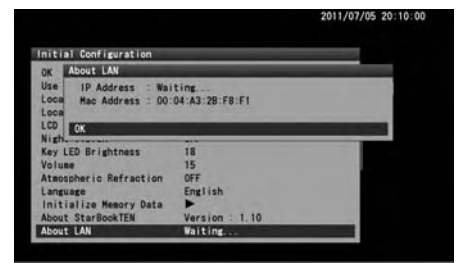 2011/07/05 20:10:00
Initial Configuration
OK
About LAN
Use
IP Address : Waiting...
Loca
Mac Address : 00:04:A3:2B:F8:F1
Loca
LCD
OK
Key LED Brightness 18
Volume 15
Atmospheric Refraction OFF
Language English
Initialize Memory Data ▶
About StarBookTEN Version : 1.10
About LAN Waiting...